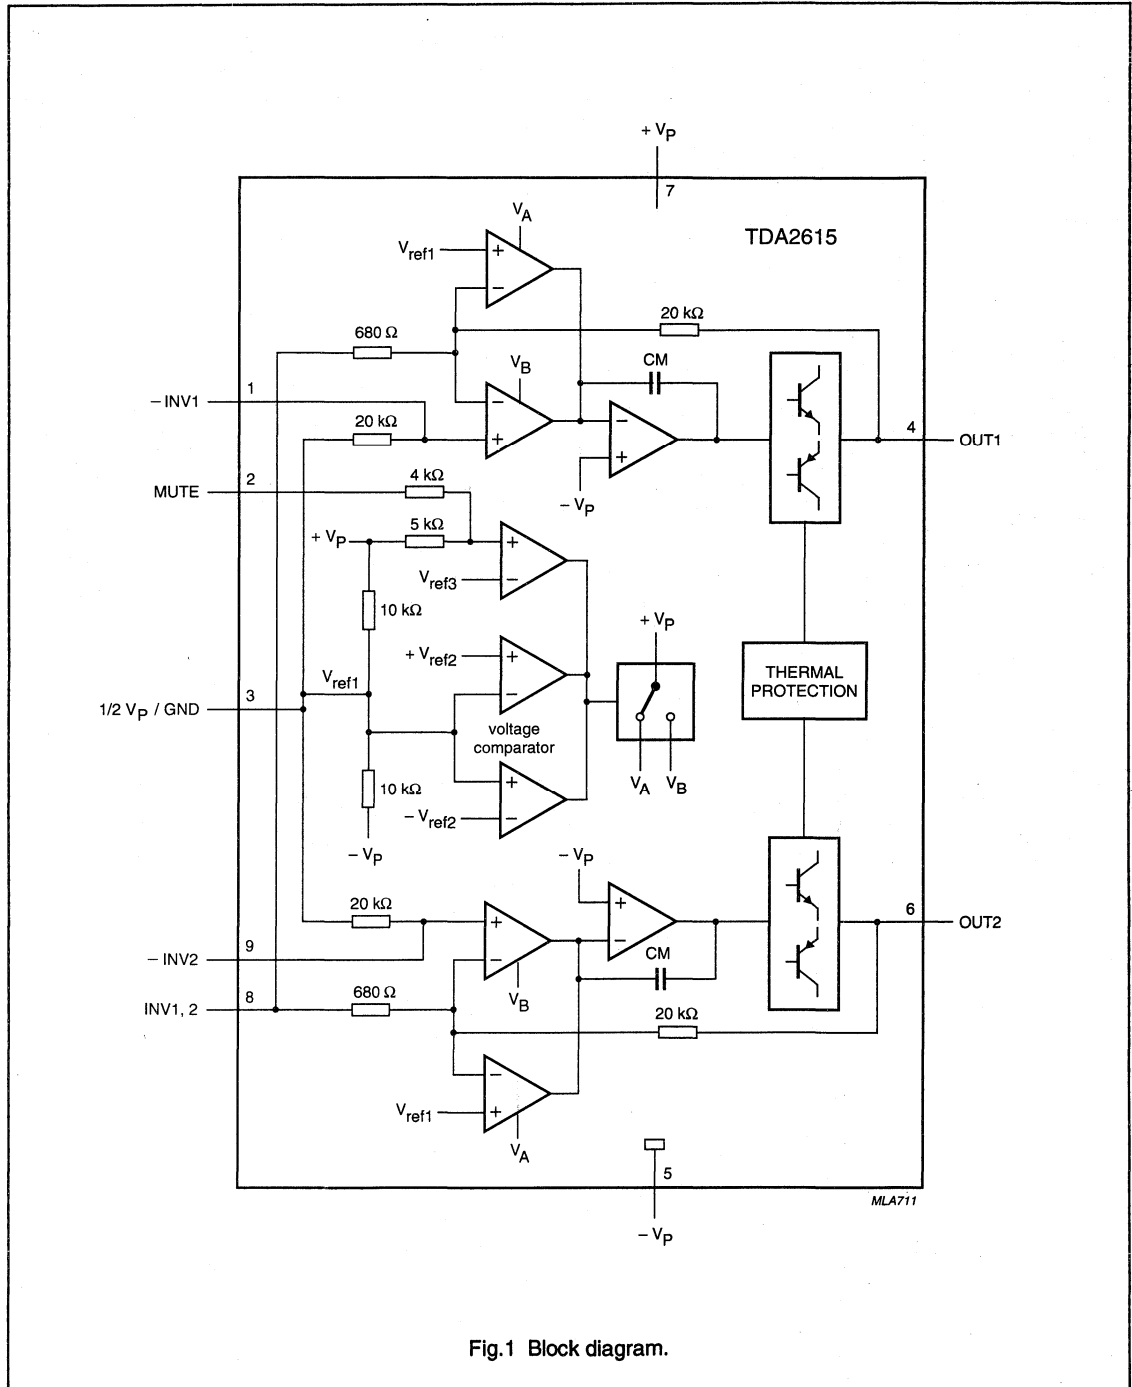 + VP
7
TDA2615
VA
Vref1
+
−
20 kΩ
680 Ω
CM
VB
1
− INV1
−
+
20 kΩ
−
+
4
OUT1
2
MUTE
4 kΩ
− VP
5 kΩ
+ VP
+
Vref3
−
10 kΩ
+ VP
+ Vref2
+
−
Vref1
THERMAL
PROTECTION
3
1/2 VP / GND
voltage
comparator
10 kΩ
+
− Vref2
−
VA
VB
− VP
− VP
20 kΩ
+
−
+
−
6
OUT2
9
− INV2
CM
8
INV1, 2
680 Ω
VB
20 kΩ
−
+
Vref1
VA
5
MLA711
− VP
Fig.1 Block diagram.